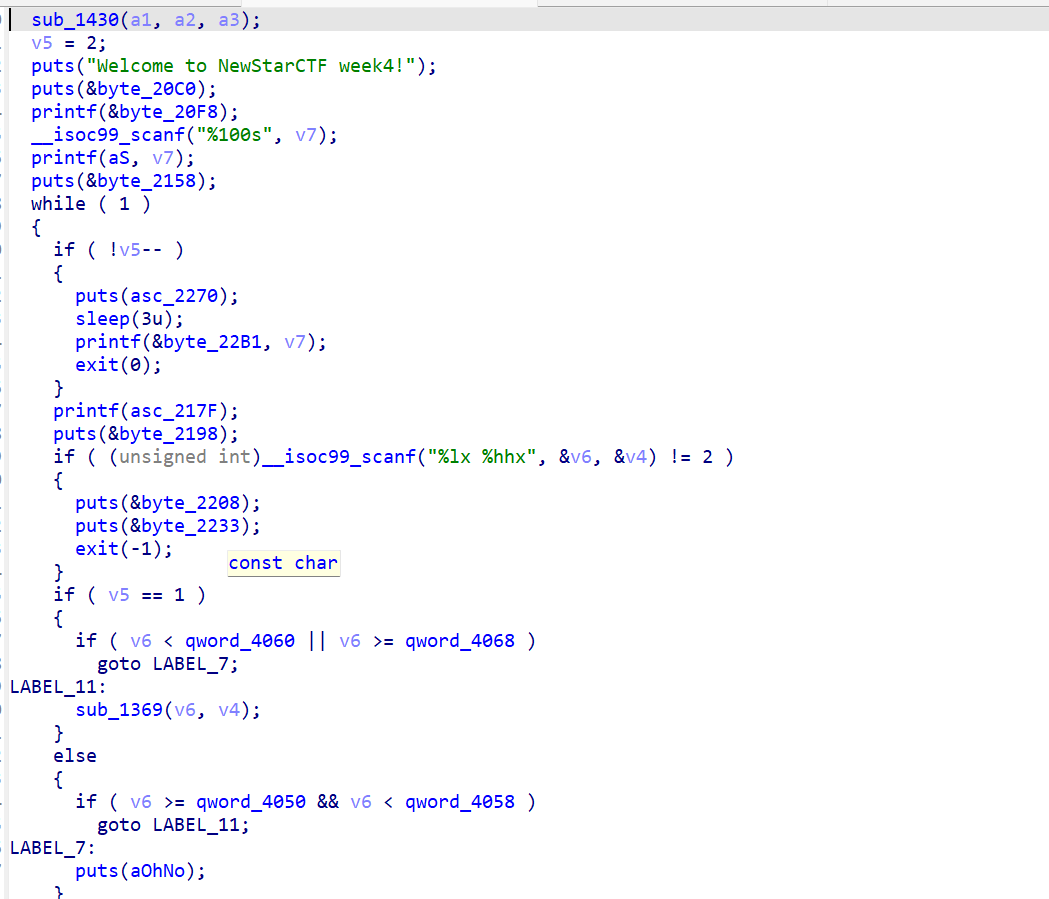 sub_1430(a1, a2, a3);
v5 = 2;
puts("Welcome to NewStarCTF week4!");
puts(&byte_20C0);
printf(&byte_20F8);
__isoc99_scanf("%100s", v7);
printf(aS, v7);
puts(&byte_2158);
while ( 1 )
{
if ( !v5-- )
{
puts(asc_2270);
sleep(3u);
printf(&byte_22B1, v7);
exit(0);
}
printf(asc_217F);
puts(&byte_2198);
if ( (unsigned int)__isoc99_scanf("%lx %hhx", &v6, &v4) != 2 )
{
puts(&byte_2208);
puts(&byte_2233);
exit(-1);
const char
}
if ( v5 == 1 )
{
if ( v6 < qword_4060 || v6 >= qword_4068 )
goto LABEL_7;
LABEL_11:
sub_1369(v6, v4);
}
else
{
if ( v6 >= qword_4050 && v6 < qword_4058 )
goto LABEL_11;
LABEL_7:
puts(aOhNo);
}